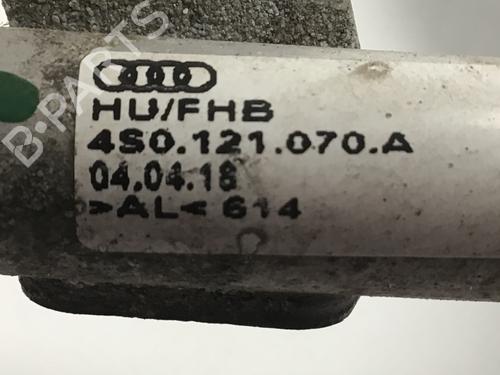 B-PARTS
HU/FHB
4S0.121.070.A
04.04.18
>AL< 614